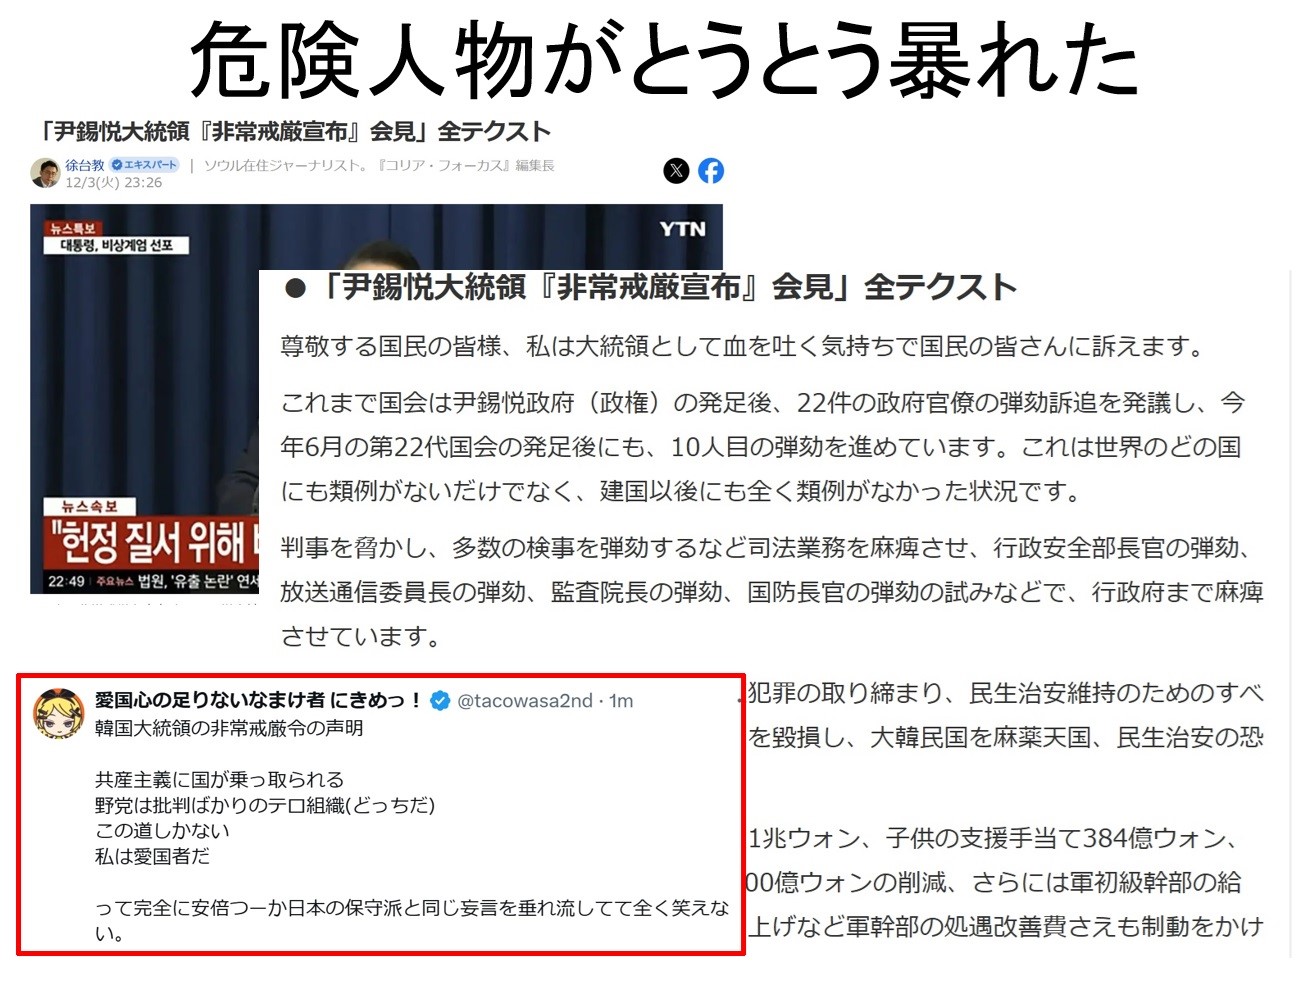 危険人物がとうとう暴れた
「尹錫悦大統領『非常戒厳宣布』会見」全テクスト
徐台教 エキスパート | ソウル在住ジャーナリスト。『コリア・フォーカス』編集長
12/3(火) 23:26
뉴스특보
대통령, 비상계엄 선포
YTN
뉴스속보
"헌정 질서 위해
22:49 주요뉴스 법원, '유출 논란' 연세
●「尹錫悦大統領『非常戒厳宣布』会見」全テクスト
尊敬する国民の皆様、私は大統領として血を吐く気持ちで国民の皆さんに訴えます。
これまで国会は尹錫悦政府（政権）の発足後、22件の政府官僚の弾劾訴追を発議し、今
年6月の第22代国会の発足後にも、10人目の弾劾を進めています。これは世界のどの国
にも類例がないだけでなく、建国以後にも全く類例がなかった状況です。
判事を脅かし、多数の検事を弾劾するなど司法業務を麻痺させ、行政安全部長官の弾劾、
放送通信委員長の弾劾、監査院長の弾劾、国防長官の弾劾の試みなどで、行政府まで麻痺
させています。
犯罪の取り締まり、民生治安維持のためのすべ
を毀損し、大韓民国を麻薬天国、民生治安の恐
1兆ウォン、子供の支援手当て384億ウォン、
00億ウォンの削減、さらには軍初級幹部の給
上げなど軍幹部の処遇改善費さえも制動をかけ
愛国心の足りないなまけ者 にきめっ！ @tacowasa2nd · 1m
韓国大統領の非常戒厳令の声明
共産主義に国が乗っ取られる
野党は批判ばかりのテロ組織(どっちだ)
この道しかない
私は愛国者だ
って完全に安倍つーか日本の保守派と同じ妄言を垂れ流してて全く笑えな
い。